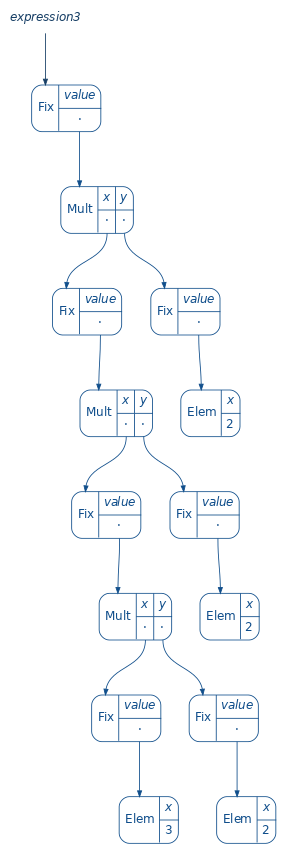 expression3
Fix value
.
Mult x y
. .
Fix value
.
Fix value
.
Mult x y
. .
Elem x
2
Fix value
.
Fix value
.
Mult x y
. .
Elem x
2
Fix value
.
Fix value
.
Elem x
3
Elem x
2